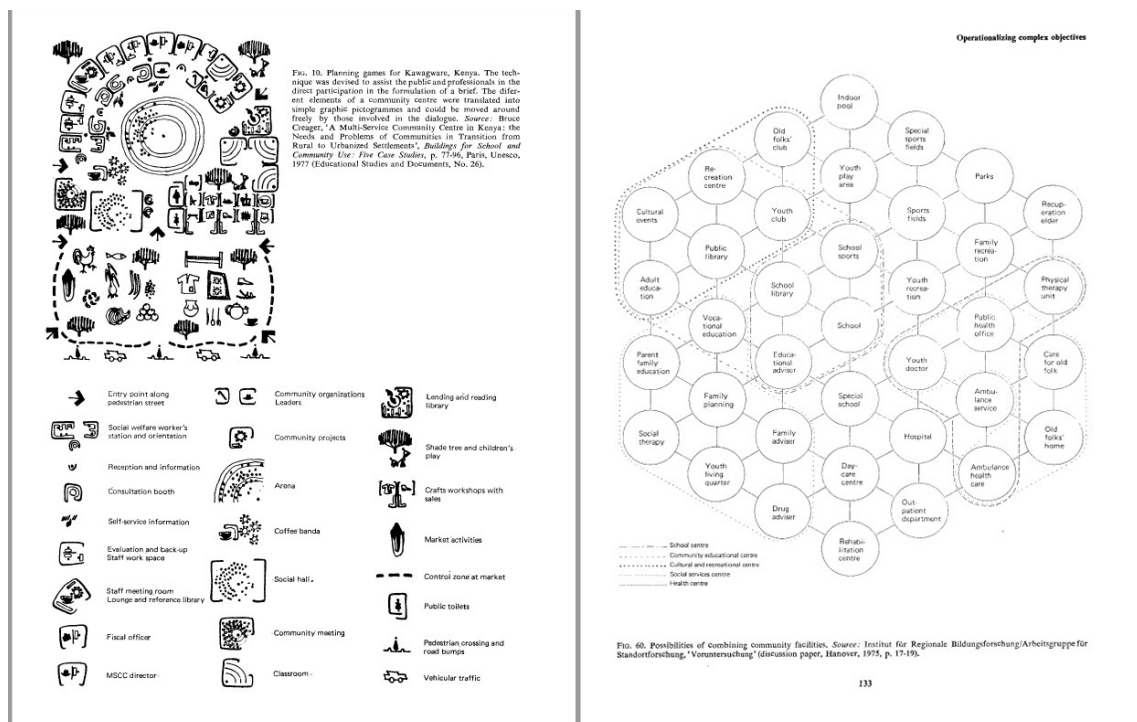 FIG. 10. Planning games for Kawagware, Kenya. The tech-
nique was devised to assist the public and professionals in the
direct participation in the formulation of a brief. The difer-
ent elements of a community centre were translated into
simple graphic pictogrammes and could be moved around
freely by those involved in the dialogue. Source: Bruce
Creager, 'A Multi-Service Community Centre in Kenya: the
Needs and Problems of Communities in Transition from
Rural to Urbanized Settlements', Buildings for School and
Community Use: Five Case Studies, p. 77-96, Paris, Unesco,
1977 (Educational Studies and Documents, No. 26).
Entry point along
pedestrian street
Social welfare worker's
station and orientation
Reception and information
Consultation booth
Self-service information
Evaluation and back-up
Staff work space
Staff meeting room
Lounge and reference library
Fiscal officer
MSCC director
Community organizations
Leaders
Community projects
Arena
Coffee banda
Social hall.
Community meeting
Classroom
Lending and reading
library
Shade tree and children's
play
Crafts workshops with
sales
Market activities
Control zone at market
Public toilets
Pedestrian crossing and
road bumps
Vehicular traffic
Operationalizing complex objectives
Indoor
pool
Old
folks'
club
Special
sports
fields
Re-
creation
centre
Youth
play
area
Parks
Cultural
events
Youth
club
Sports
fields
Recup-
eration
elder
Public
library
School
sports
Family
recrea-
tion
Adult
educa-
tion
School
library
Youth
recrea-
tion
Physical
therapy
unit
Voca-
tional
education
School
Public
health
office
Parent
family
education
Educa-
tional
adviser
Youth
doctor
Care
for old
folk
Family
planning
Special
school
Ambu-
lance
service
Social
therapy
Family
adviser
Hospital
Old
folks'
home
Youth
living
quarter
Day-
care
centre
Ambulance
health
care
Drug
adviser
Out-
patient
department
Rehabi-
litation
centre
School centre
Community educational centre
Cultural and recreational centre
Social services centre
Health centre
FIG. 60. Possibilities of combining community facilities. Source: Institut für Regionale Bildungsforschung/Arbeitsgruppe für
Standortforschung, 'Voruntersuchung' (discussion paper, Hanover, 1975, p. 17-19).
133